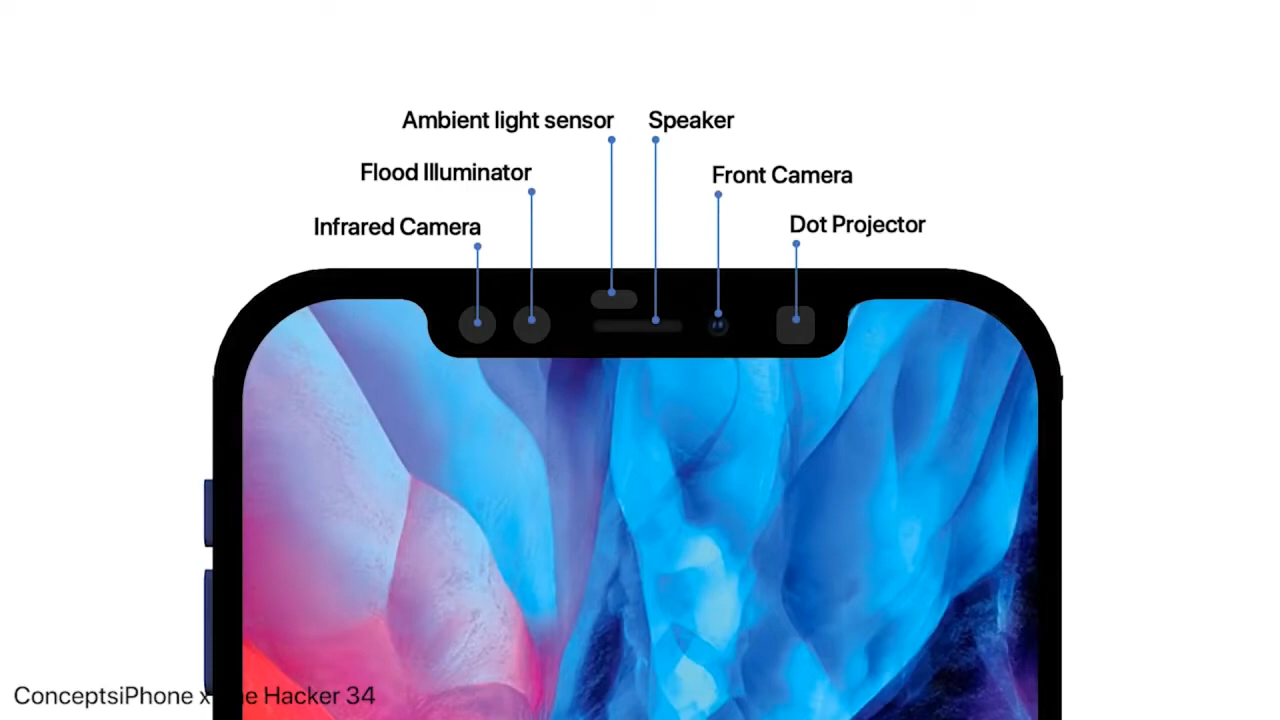 Ambient light sensor
Speaker
Flood Illuminator
Front Camera
Infrared Camera
Dot Projector
ConceptsiPhone x Hacker 34